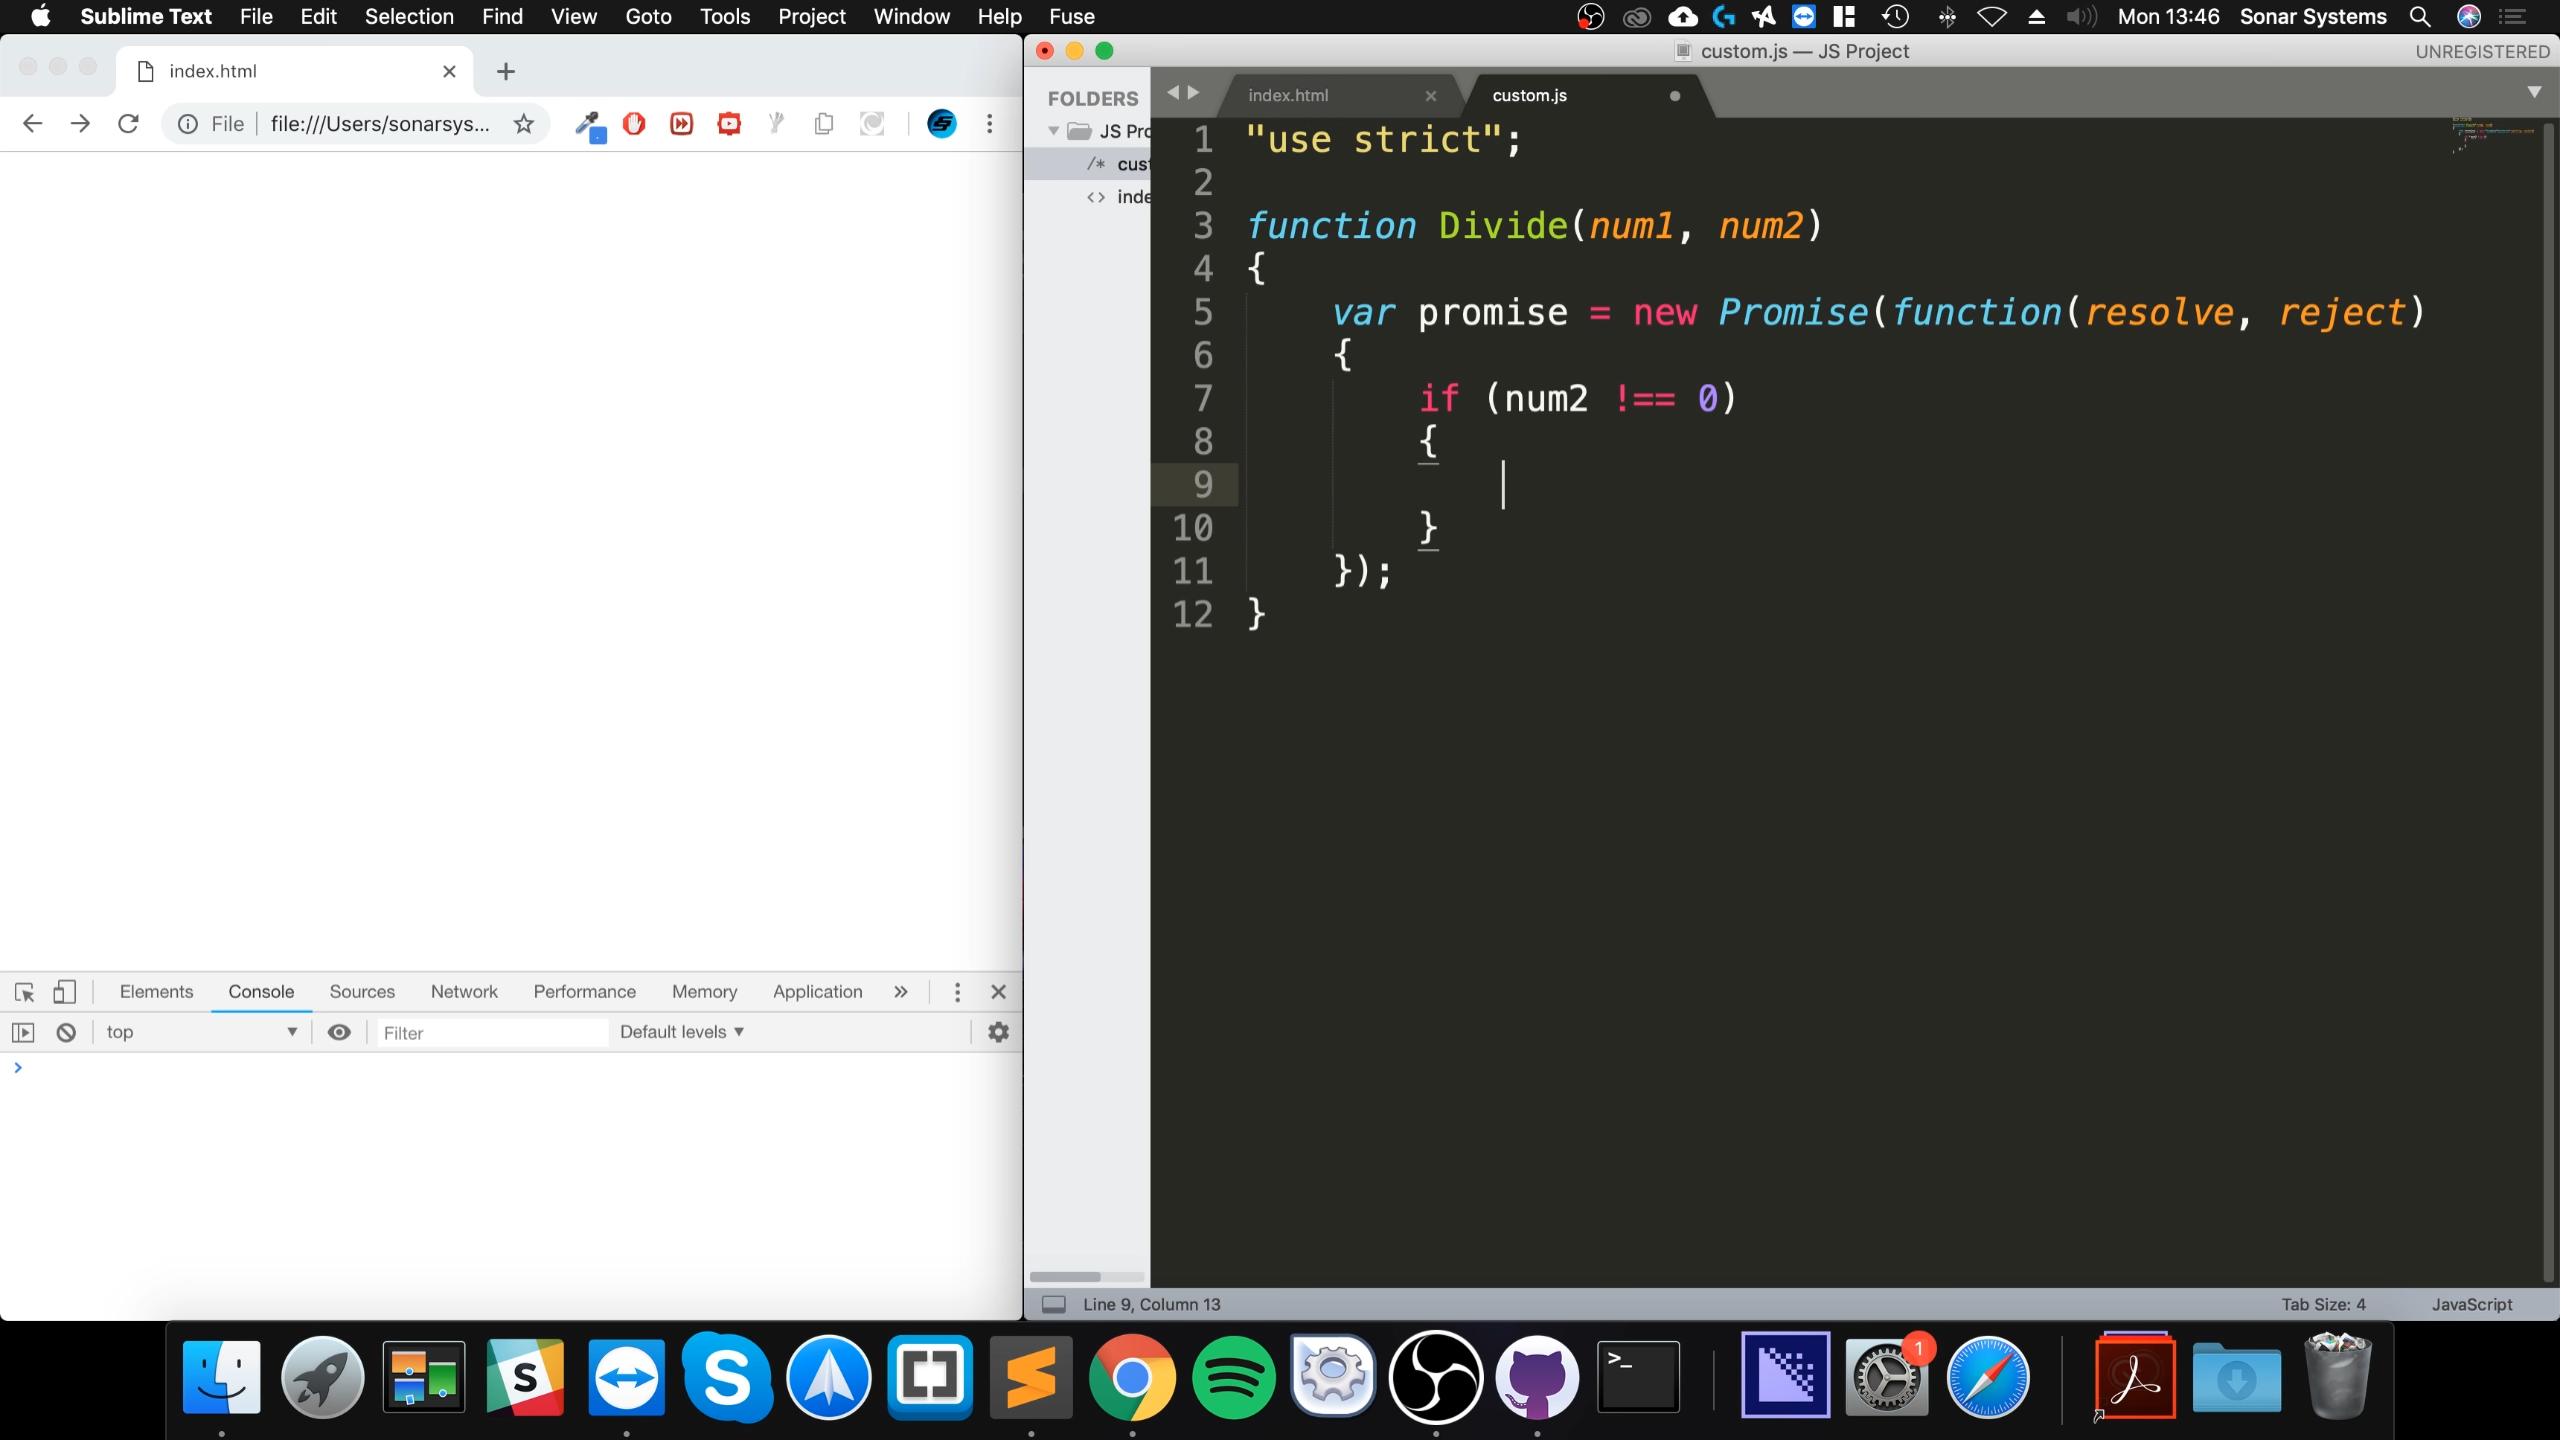 Sublime Text File Edit Selection Find View Goto Tools Project Window Help Fuse Mon 13:46 Sonar Systems
index.html
File file:///Users/sonarsys...
custom.js — JS Project UNREGISTERED
FOLDERS
JS Pro
/* cust
<> inde
index.html custom.js
1 "use strict";
2
3 function Divide(num1, num2)
4 {
5 var promise = new Promise(function(resolve, reject)
6 {
7 if (num2 !== 0)
8 {
9
10 }
11 });
12 }
Elements Console Sources Network Performance Memory Application »
top Filter Default levels
>
Line 9, Column 13 Tab Size: 4 JavaScript
S S >_ 1